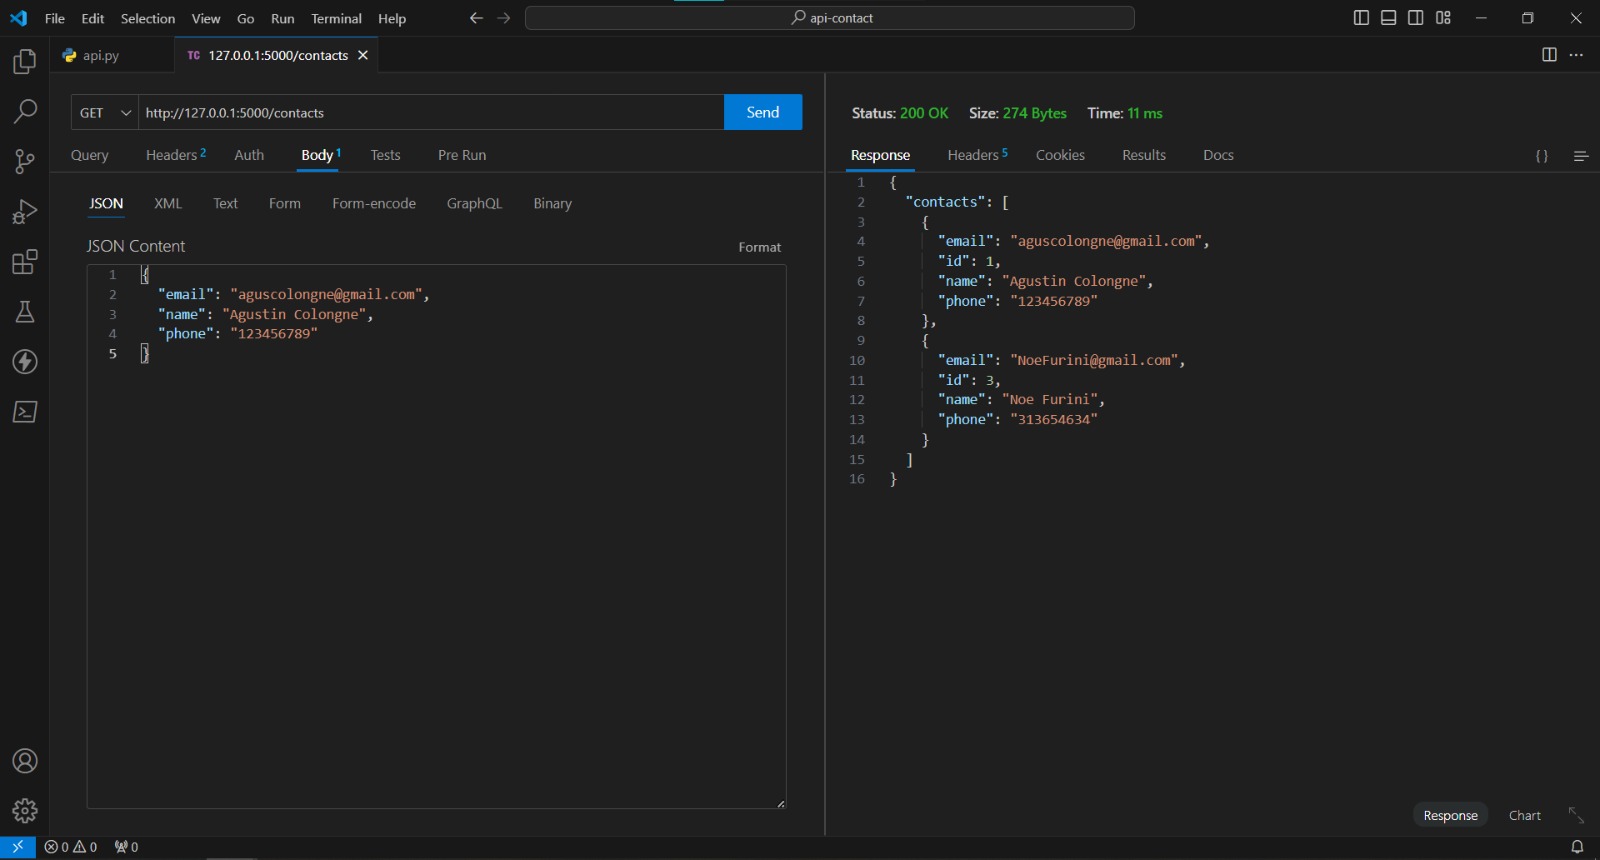 File Edit Selection View Go Run Terminal Help
api-contact
api.py
TC 127.0.0.1:5000/contacts
GET http://127.0.0.1:5000/contacts Send
Query Headers 2 Auth Body 1 Tests Pre Run
JSON XML Text Form Form-encode GraphQL Binary
JSON Content Format
1 {
2 "email": "aguscolongne@gmail.com",
3 "name": "Agustin Colongne",
4 "phone": "123456789"
5 }
Status: 200 OK Size: 274 Bytes Time: 11 ms
Response Headers 5 Cookies Results Docs { }
1 {
2 "contacts": [
3 {
4 "email": "aguscolongne@gmail.com",
5 "id": 1,
6 "name": "Agustin Colongne",
7 "phone": "123456789"
8 },
9 {
10 "email": "NoeFurini@gmail.com",
11 "id": 3,
12 "name": "Noe Furini",
13 "phone": "313654634"
14 }
15 ]
16 }
Response Chart
0 0 0